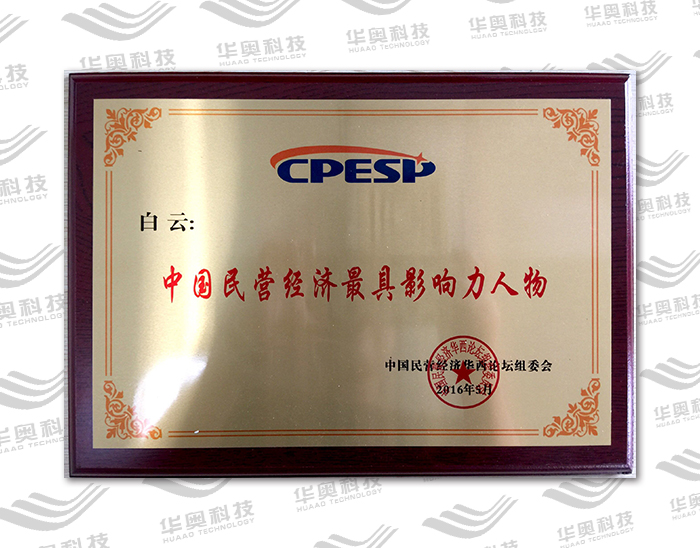 CPESP
白云:
中国民营经济最具影响力人物
中国民营经济华西论坛组委会
2016年5月
华奥科技
HUAAO TECHNOLOGY